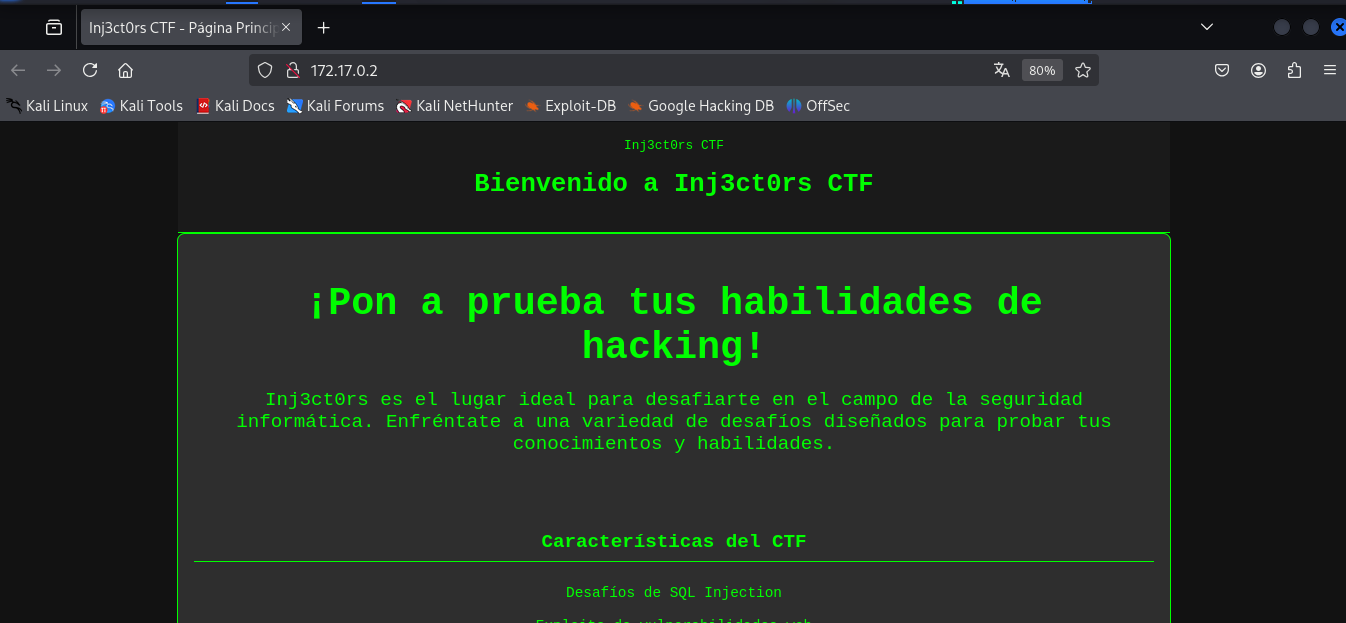 Inj3ct0rs CTF - Página Princip
172.17.0.2
80%
Kali Linux Kali Tools Kali Docs Kali Forums Kali NetHunter Exploit-DB Google Hacking DB OffSec
Inj3ct0rs CTF
Bienvenido a Inj3ct0rs CTF
¡Pon a prueba tus habilidades de
hacking!
Inj3ct0rs es el lugar ideal para desafiarte en el campo de la seguridad
informática. Enfréntate a una variedad de desafíos diseñados para probar tus
conocimientos y habilidades.
Características del CTF
Desafíos de SQL Injection